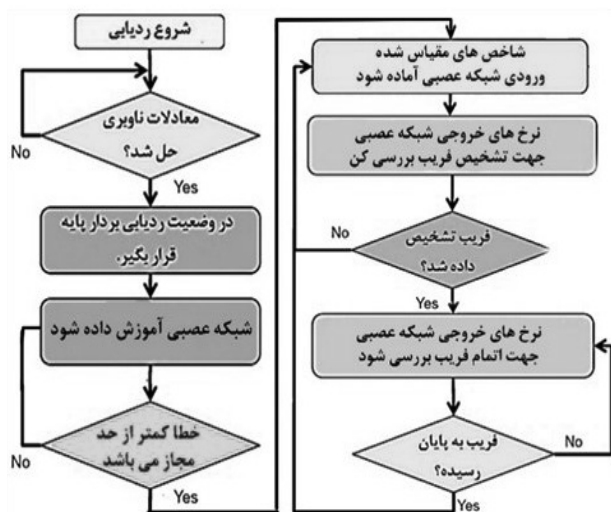 شروع ردیابی
معادلات ناوبری
حل شد؟
No
Yes
در وضعیت ردیابی بردار پایه
قرار بگیر.
شبکه عصبی آموزش داده شود
خطا کمتر از حد
مجاز می باشد
No
Yes
شاخص های مقیاس شده
ورودی شبکه عصبی آماده شود
نرخ های خروجی شبکه عصبی
جهت تشخیص فریب بررسی کن
فریب تشخیص
داده شد؟
No
Yes
نرخ های خروجی شبکه عصبی
جهت اتمام فریب بررسی شود
فریب به پایان
رسیده؟
No
Yes